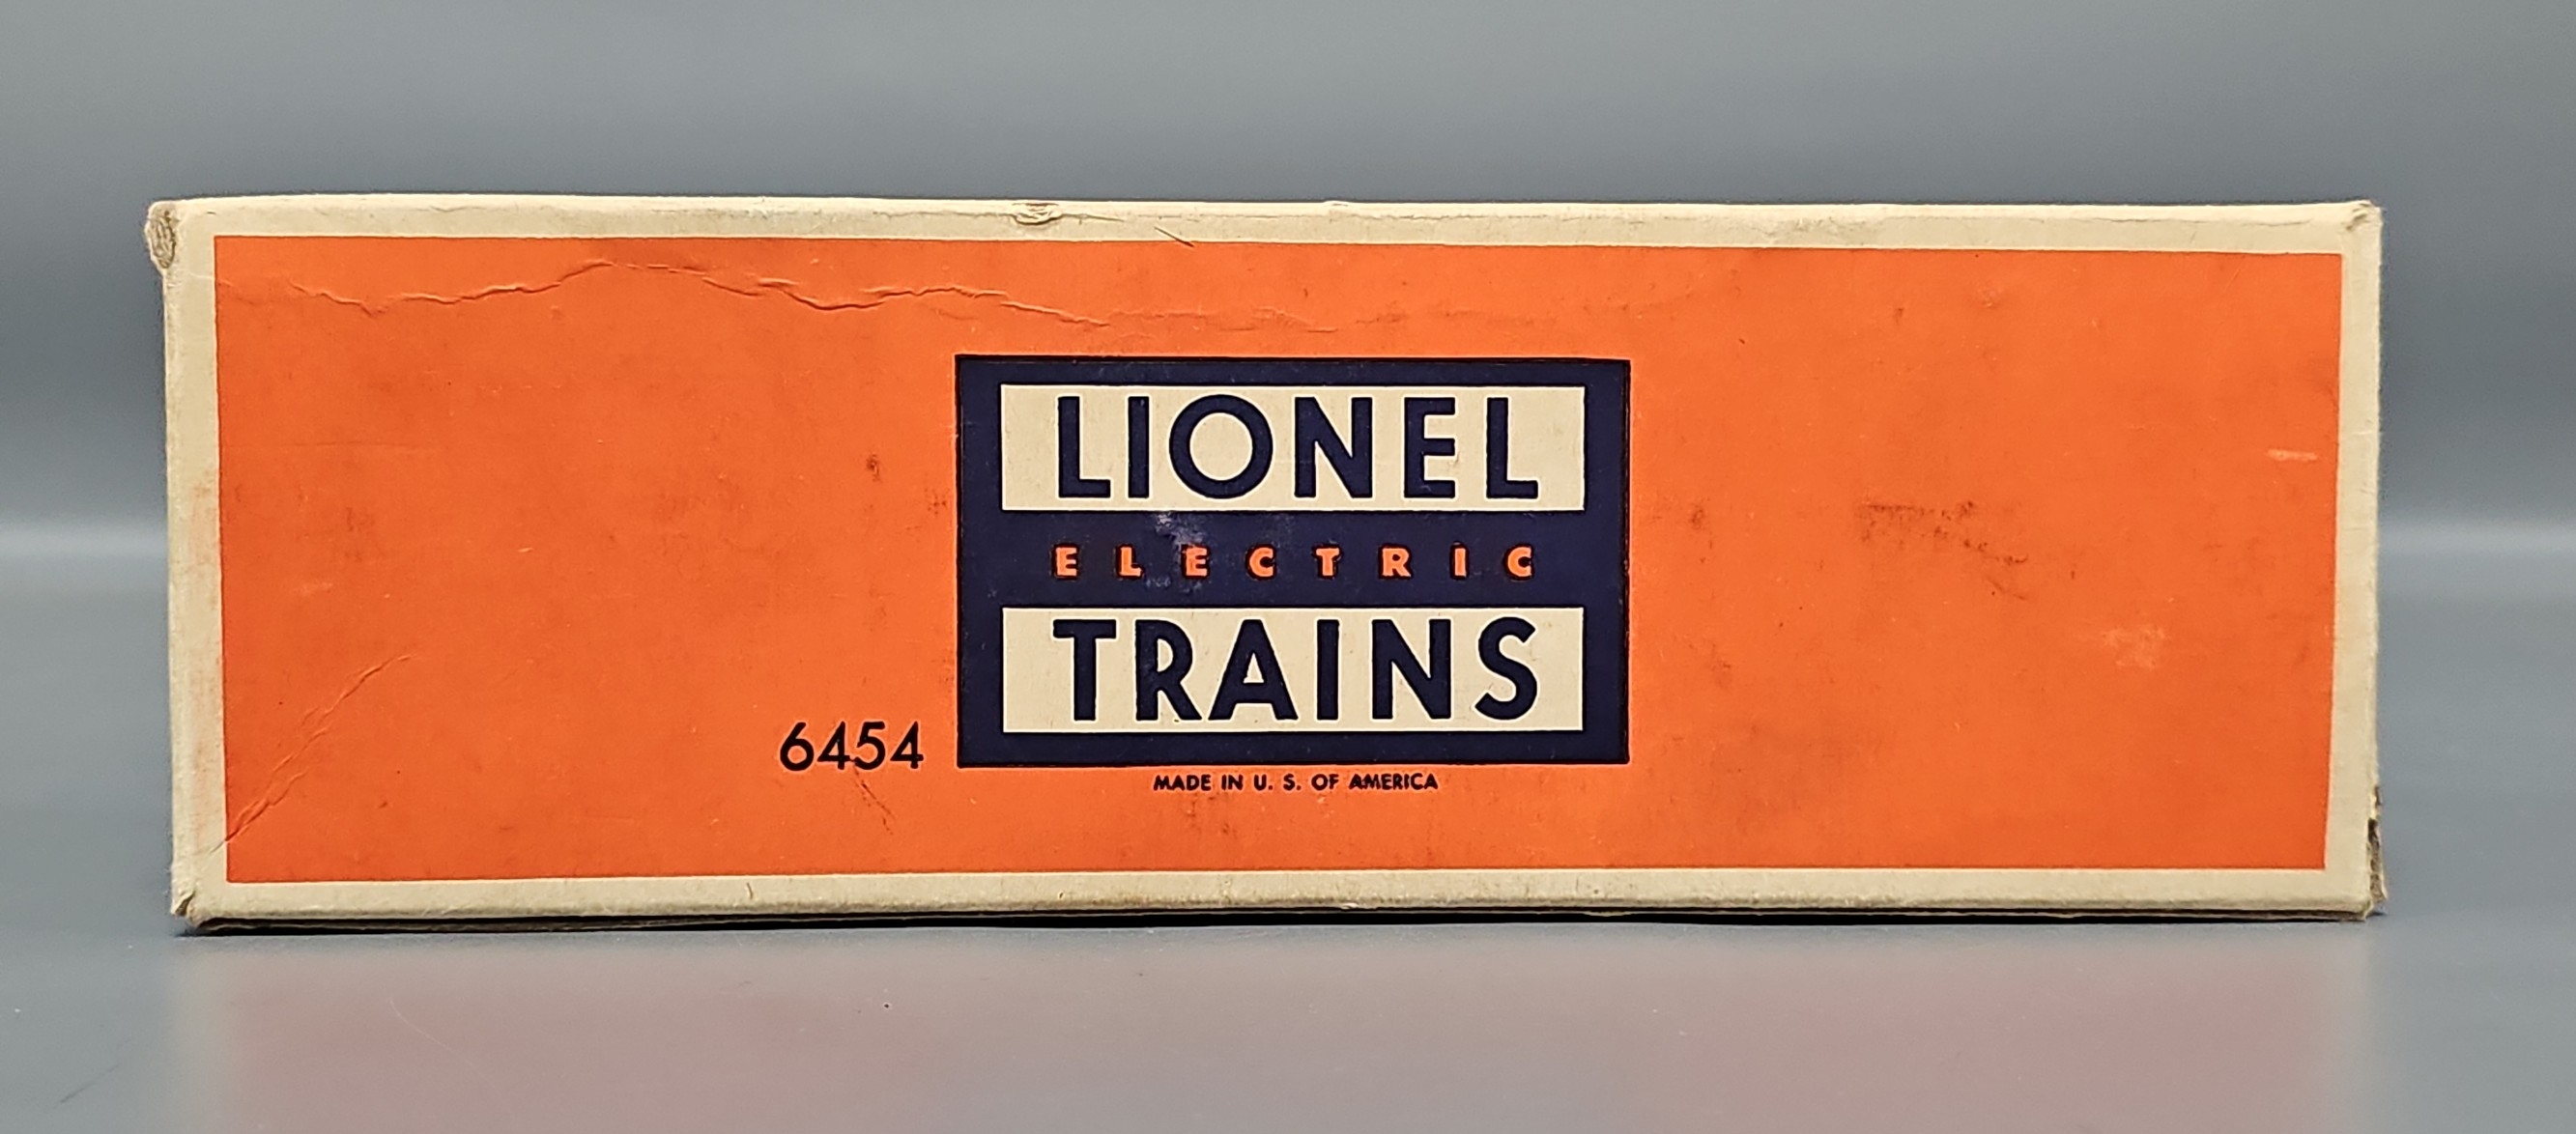 LIONEL
ELECTRIC
TRAINS
6454
MADE IN U. S. OF AMERICA